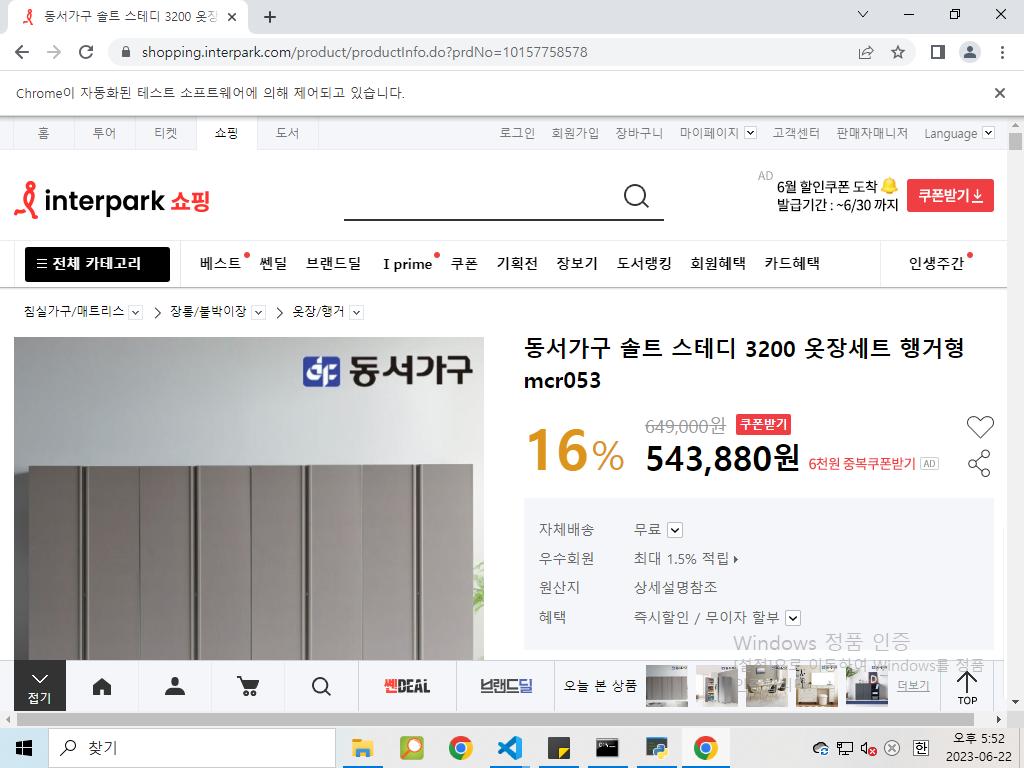 동서가구 솔트 스테디 3200 옷장
shopping.interpark.com/product/productInfo.do?prdNo=10157758578
Chrome이 자동화된 테스트 소프트웨어에 의해 제어되고 있습니다.
홈 투어 티켓 쇼핑 도서 로그인 회원가입 장바구니 마이페이지 고객센터 판매자매니저 Language
interpark 쇼핑
AD
6월 할인쿠폰 도착
발급기간 : ~6/30 까지
쿠폰받기
전체 카테고리 베스트 쎈딜 브랜드딜 I prime 쿠폰 기획전 장보기 도서랭킹 회원혜택 카드혜택 인생주간
침실가구/매트리스 장롱/붙박이장 옷장/행거
동서가구
동서가구 솔트 스테디 3200 옷장세트 행거형
mcr053
16%
649,000원 쿠폰받기
543,880원 6천원 중복쿠폰받기 AD
자체배송 무료
우수회원 최대 1.5% 적립
원산지 상세설명참조
혜택 즉시할인 / 무이자 할부
Windows 정품 인증
[설정]으로 이동하여 Windows를 정품
접기
쎈DEAL
브랜드딜
오늘 본 상품
더보기
TOP
찾기
한
오후 5:52
2023-06-22